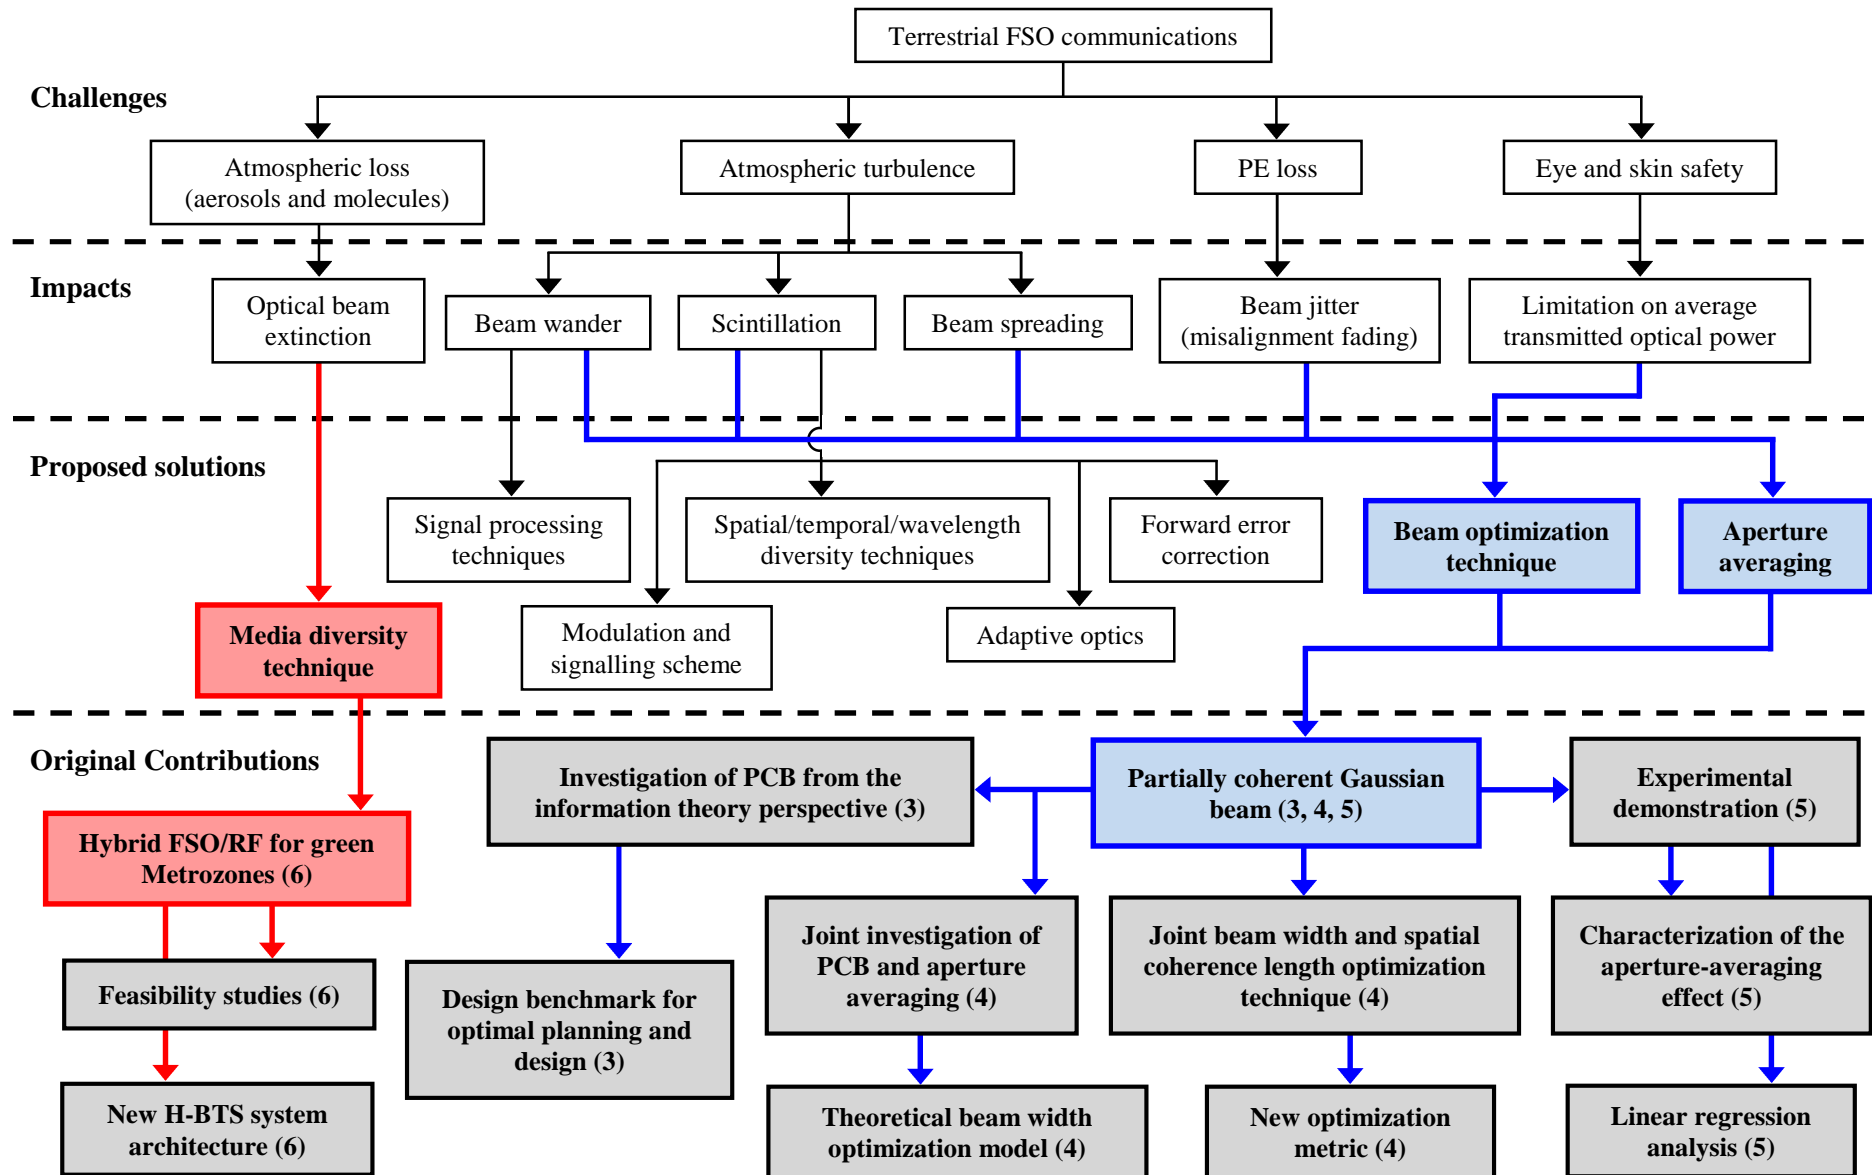 Terrestrial FSO communications
Challenges
Atmospheric loss
(aerosols and molecules)
Atmospheric turbulence
PE loss
Eye and skin safety
Impacts
Optical beam
extinction
Beam wander
Scintillation
Beam spreading
Beam jitter
(misalignment fading)
Limitation on average
transmitted optical power
Proposed solutions
Signal processing
techniques
Spatial/temporal/wavelength
diversity techniques
Forward error
correction
Beam optimization
technique
Aperture
averaging
Media diversity
technique
Modulation and
signalling scheme
Adaptive optics
Original Contributions
Investigation of PCB from the
information theory perspective (3)
Partially coherent Gaussian
beam (3, 4, 5)
Experimental
demonstration (5)
Hybrid FSO/RF for green
Metrozones (6)
Joint investigation of
PCB and aperture
averaging (4)
Joint beam width and spatial
coherence length optimization
technique (4)
Characterization of the
aperture-averaging
effect (5)
Feasibility studies (6)
Design benchmark for
optimal planning and
design (3)
New H-BTS system
architecture (6)
Theoretical beam width
optimization model (4)
New optimization
metric (4)
Linear regression
analysis (5)